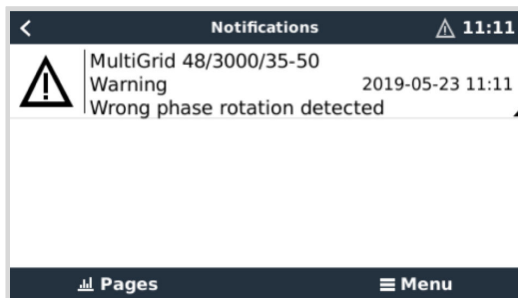 Notifications
11:11
MultiGrid 48/3000/35-50
Warning
2019-05-23 11:11
Wrong phase rotation detected
Pages
Menu